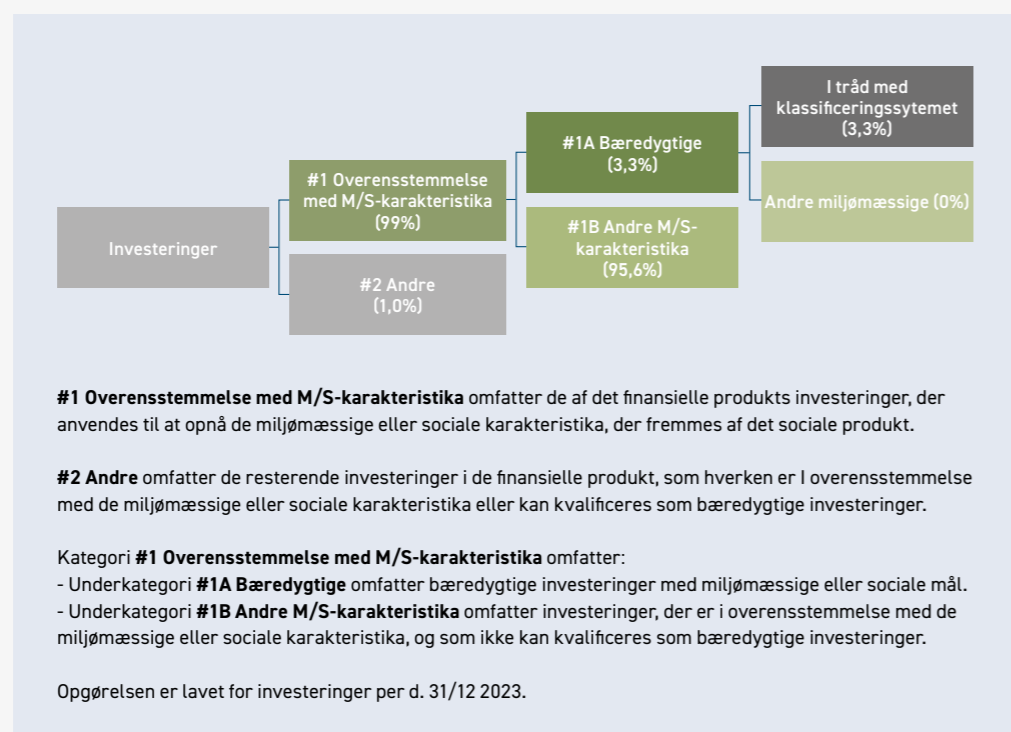 I tråd med
klassificeringssytemet
(3,3%)
#1A Bæredygtige
(3,3%)
#1 Overensstemmelse
med M/S-karakteristika
(99%)
Andre miljømæssige (0%)
#1B Andre M/S-
karakteristika
(95,6%)
Investeringer
#2 Andre
(1,0%)
#1 Overensstemmelse med M/S-karakteristika omfatter de af det finansielle produkts investeringer, der
anvendes til at opnå de miljømæssige eller sociale karakteristika, der fremmes af det sociale produkt.
#2 Andre omfatter de resterende investeringer i de finansielle produkt, som hverken er I overensstemmelse
med de miljømæssige eller sociale karakteristika eller kan kvalificeres som bæredygtige investeringer.
Kategori #1 Overensstemmelse med M/S-karakteristika omfatter:
- Underkategori #1A Bæredygtige omfatter bæredygtige investeringer med miljømæssige eller sociale mål.
- Underkategori #1B Andre M/S-karakteristika omfatter investeringer, der er i overensstemmelse med de
miljømæssige eller sociale karakteristika, og som ikke kan kvalificeres som bæredygtige investeringer.
Opgørelsen er lavet for investeringer per d. 31/12 2023.